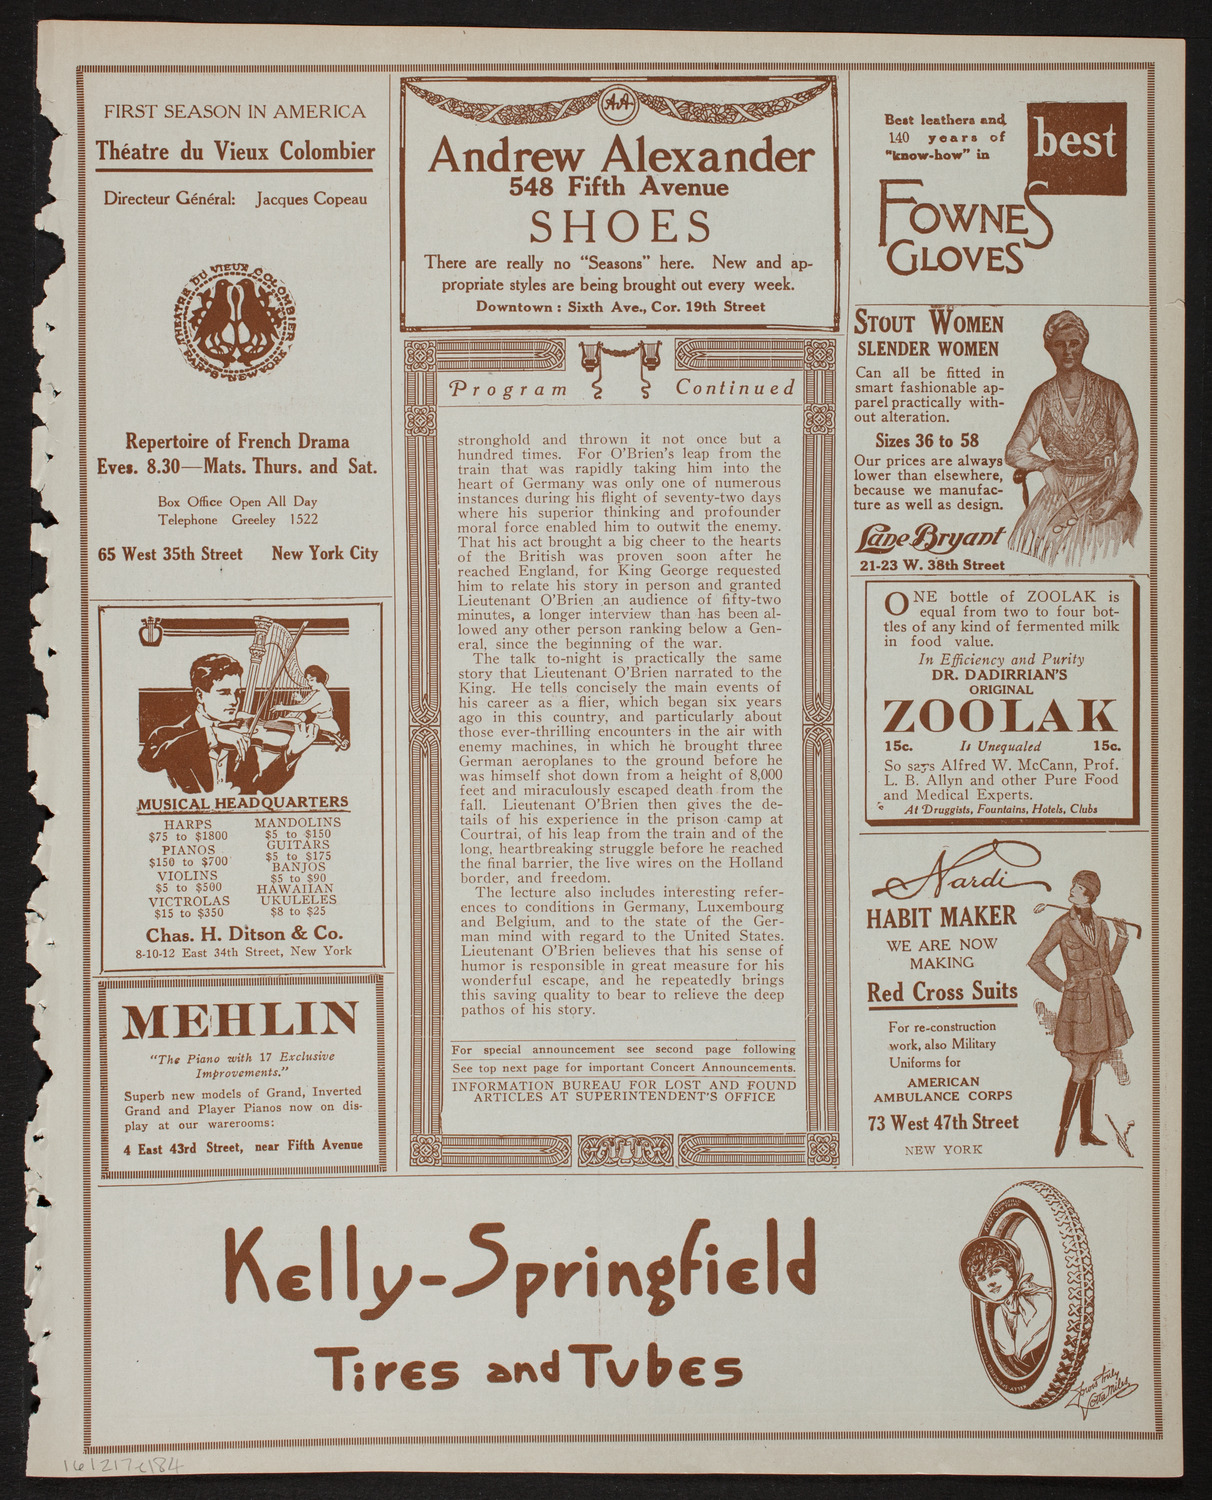 FIRST SEASON IN AMERICA
Théatre du Vieux Colombier
Directeur Général: Jacques Copeau
THEATRE DU VIEUX COLOMBIER
PARIS NEW YORK
Repertoire of French Drama
Eves. 8.30—Mats. Thurs. and Sat.
Box Office Open All Day
Telephone Greeley 1522
65 West 35th Street New York City
MUSICAL HEADQUARTERS
HARPS
$75 to $1800
PIANOS
$150 to $700
VIOLINS
$5 to $500
VICTROLAS
$15 to $350
MANDOLINS
$5 to $150
GUITARS
$5 to $175
BANJOS
$5 to $90
HAWAIIAN
UKULELES
$8 to $25
Chas. H. Ditson & Co.
8-10-12 East 34th Street, New York
MEHLIN
"The Piano with 17 Exclusive
Improvements."
Superb new models of Grand, Inverted
Grand and Player Pianos now on dis-
play at our warerooms:
4 East 43rd Street, near Fifth Avenue
AA
Andrew Alexander
548 Fifth Avenue
SHOES
There are really no "Seasons" here. New and ap-
propriate styles are being brought out every week.
Downtown: Sixth Ave., Cor. 19th Street
Program Continued
stronghold and thrown it not once but a
hundred times. For O'Brien's leap from the
train that was rapidly taking him into the
heart of Germany was only one of numerous
instances during his flight of seventy-two days
where his superior thinking and profounder
moral force enabled him to outwit the enemy.
That his act brought a big cheer to the hearts
of the British was proven soon after he
reached England, for King George requested
him to relate his story in person and granted
Lieutenant O'Brien an audience of fifty-two
minutes, a longer interview than has been al-
lowed any other person ranking below a Gen-
eral, since the beginning of the war.
The talk to-night is practically the same
story that Lieutenant O'Brien narrated to the
King. He tells concisely the main events of
his career as a flier, which began six years
ago in this country, and particularly about
those ever-thrilling encounters in the air with
enemy machines, in which he brought three
German aeroplanes to the ground before he
was himself shot down from a height of 8,000
feet and miraculously escaped death from the
fall. Lieutenant O'Brien then gives the de-
tails of his experience in the prison camp at
Courtrai, of his leap from the train and of the
long, heartbreaking struggle before he reached
the final barrier, the live wires on the Holland
border, and freedom.
The lecture also includes interesting refer-
ences to conditions in Germany, Luxembourg
and Belgium, and to the state of the Ger-
man mind with regard to the United States.
Lieutenant O'Brien believes that his sense of
humor is responsible in great measure for his
wonderful escape, and he repeatedly brings
this saving quality to bear to relieve the deep
pathos of his story.
For special announcement see second page following
See top next page for important Concert Announcements.
INFORMATION BUREAU FOR LOST AND FOUND
ARTICLES AT SUPERINTENDENT'S OFFICE
Best leathers and
140 years of
"know-how" in
best
FOWNES
GLOVES
STOUT WOMEN
SLENDER WOMEN
Can all be fitted in
smart fashionable ap-
parel practically with-
out alteration.
Sizes 36 to 58
Our prices are always
lower than elsewhere,
because we manufac-
ture as well as design.
Lane Bryant
21-23 W. 38th Street
ONE bottle of ZOOLAK is
equal from two to four bot-
tles of any kind of fermented milk
in food value.
In Efficiency and Purity
DR. DADIRRIAN'S
ORIGINAL
ZOOLAK
15c. Is Unequaled 15c.
So says Alfred W. McCann, Prof.
L. B. Allyn and other Pure Food
and Medical Experts.
At Druggists, Fountains, Hotels, Clubs
Nardi
HABIT MAKER
WE ARE NOW
MAKING
Red Cross Suits
For re-construction
work, also Military
Uniforms for
AMERICAN
AMBULANCE CORPS
73 West 47th Street
NEW YORK
Kelly-Springfield
Tires and Tubes
Yours truly
Lotta Miles
161217e184